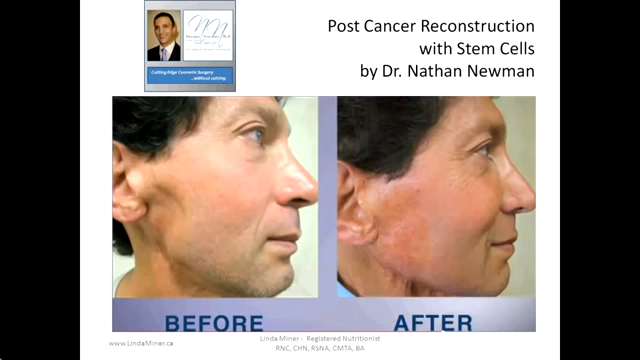 Post Cancer Reconstruction
with Stem Cells
by Dr. Nathan Newman
Cutting Edge Cosmetic Surgery
...without cutting.
BEFORE
AFTER
www.LindaMiner.ca
Linda Miner - Registered Nutritionist
RNC, CHN, RSNA, CMTA, BA